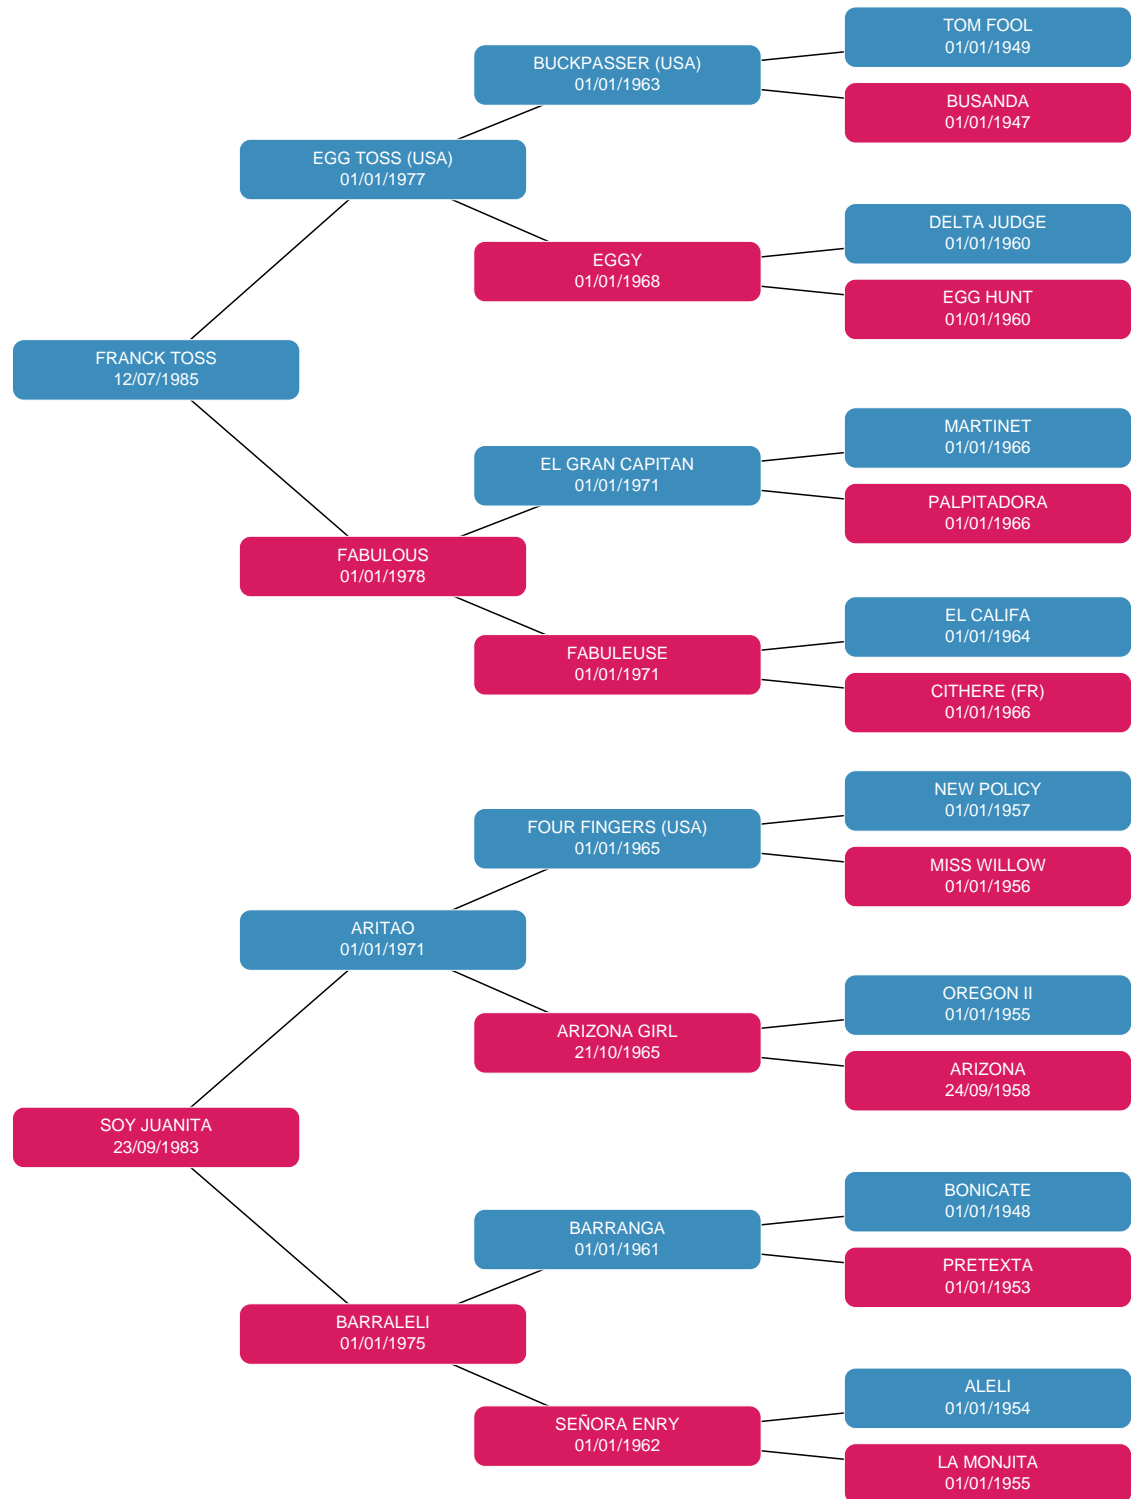 TOM FOOL
01/01/1949
BUCKPASSER (USA)
01/01/1963
BUSANDA
01/01/1947
EGG TOSS (USA)
01/01/1977
DELTA JUDGE
01/01/1960
EGGY
01/01/1968
EGG HUNT
01/01/1960
FRANCK TOSS
12/07/1985
MARTINET
01/01/1966
EL GRAN CAPITAN
01/01/1971
PALPITADORA
01/01/1966
FABULOUS
01/01/1978
EL CALIFA
01/01/1964
FABULEUSE
01/01/1971
CITHERE (FR)
01/01/1966
NEW POLICY
01/01/1957
FOUR FINGERS (USA)
01/01/1965
MISS WILLOW
01/01/1956
ARITAO
01/01/1971
OREGON II
01/01/1955
ARIZONA GIRL
21/10/1965
ARIZONA
24/09/1958
SOY JUANITA
23/09/1983
BONICATE
01/01/1948
BARRANGA
01/01/1961
PRETEXTA
01/01/1953
BARRALELI
01/01/1975
ALELI
01/01/1954
SEÑORA ENRY
01/01/1962
LA MONJITA
01/01/1955